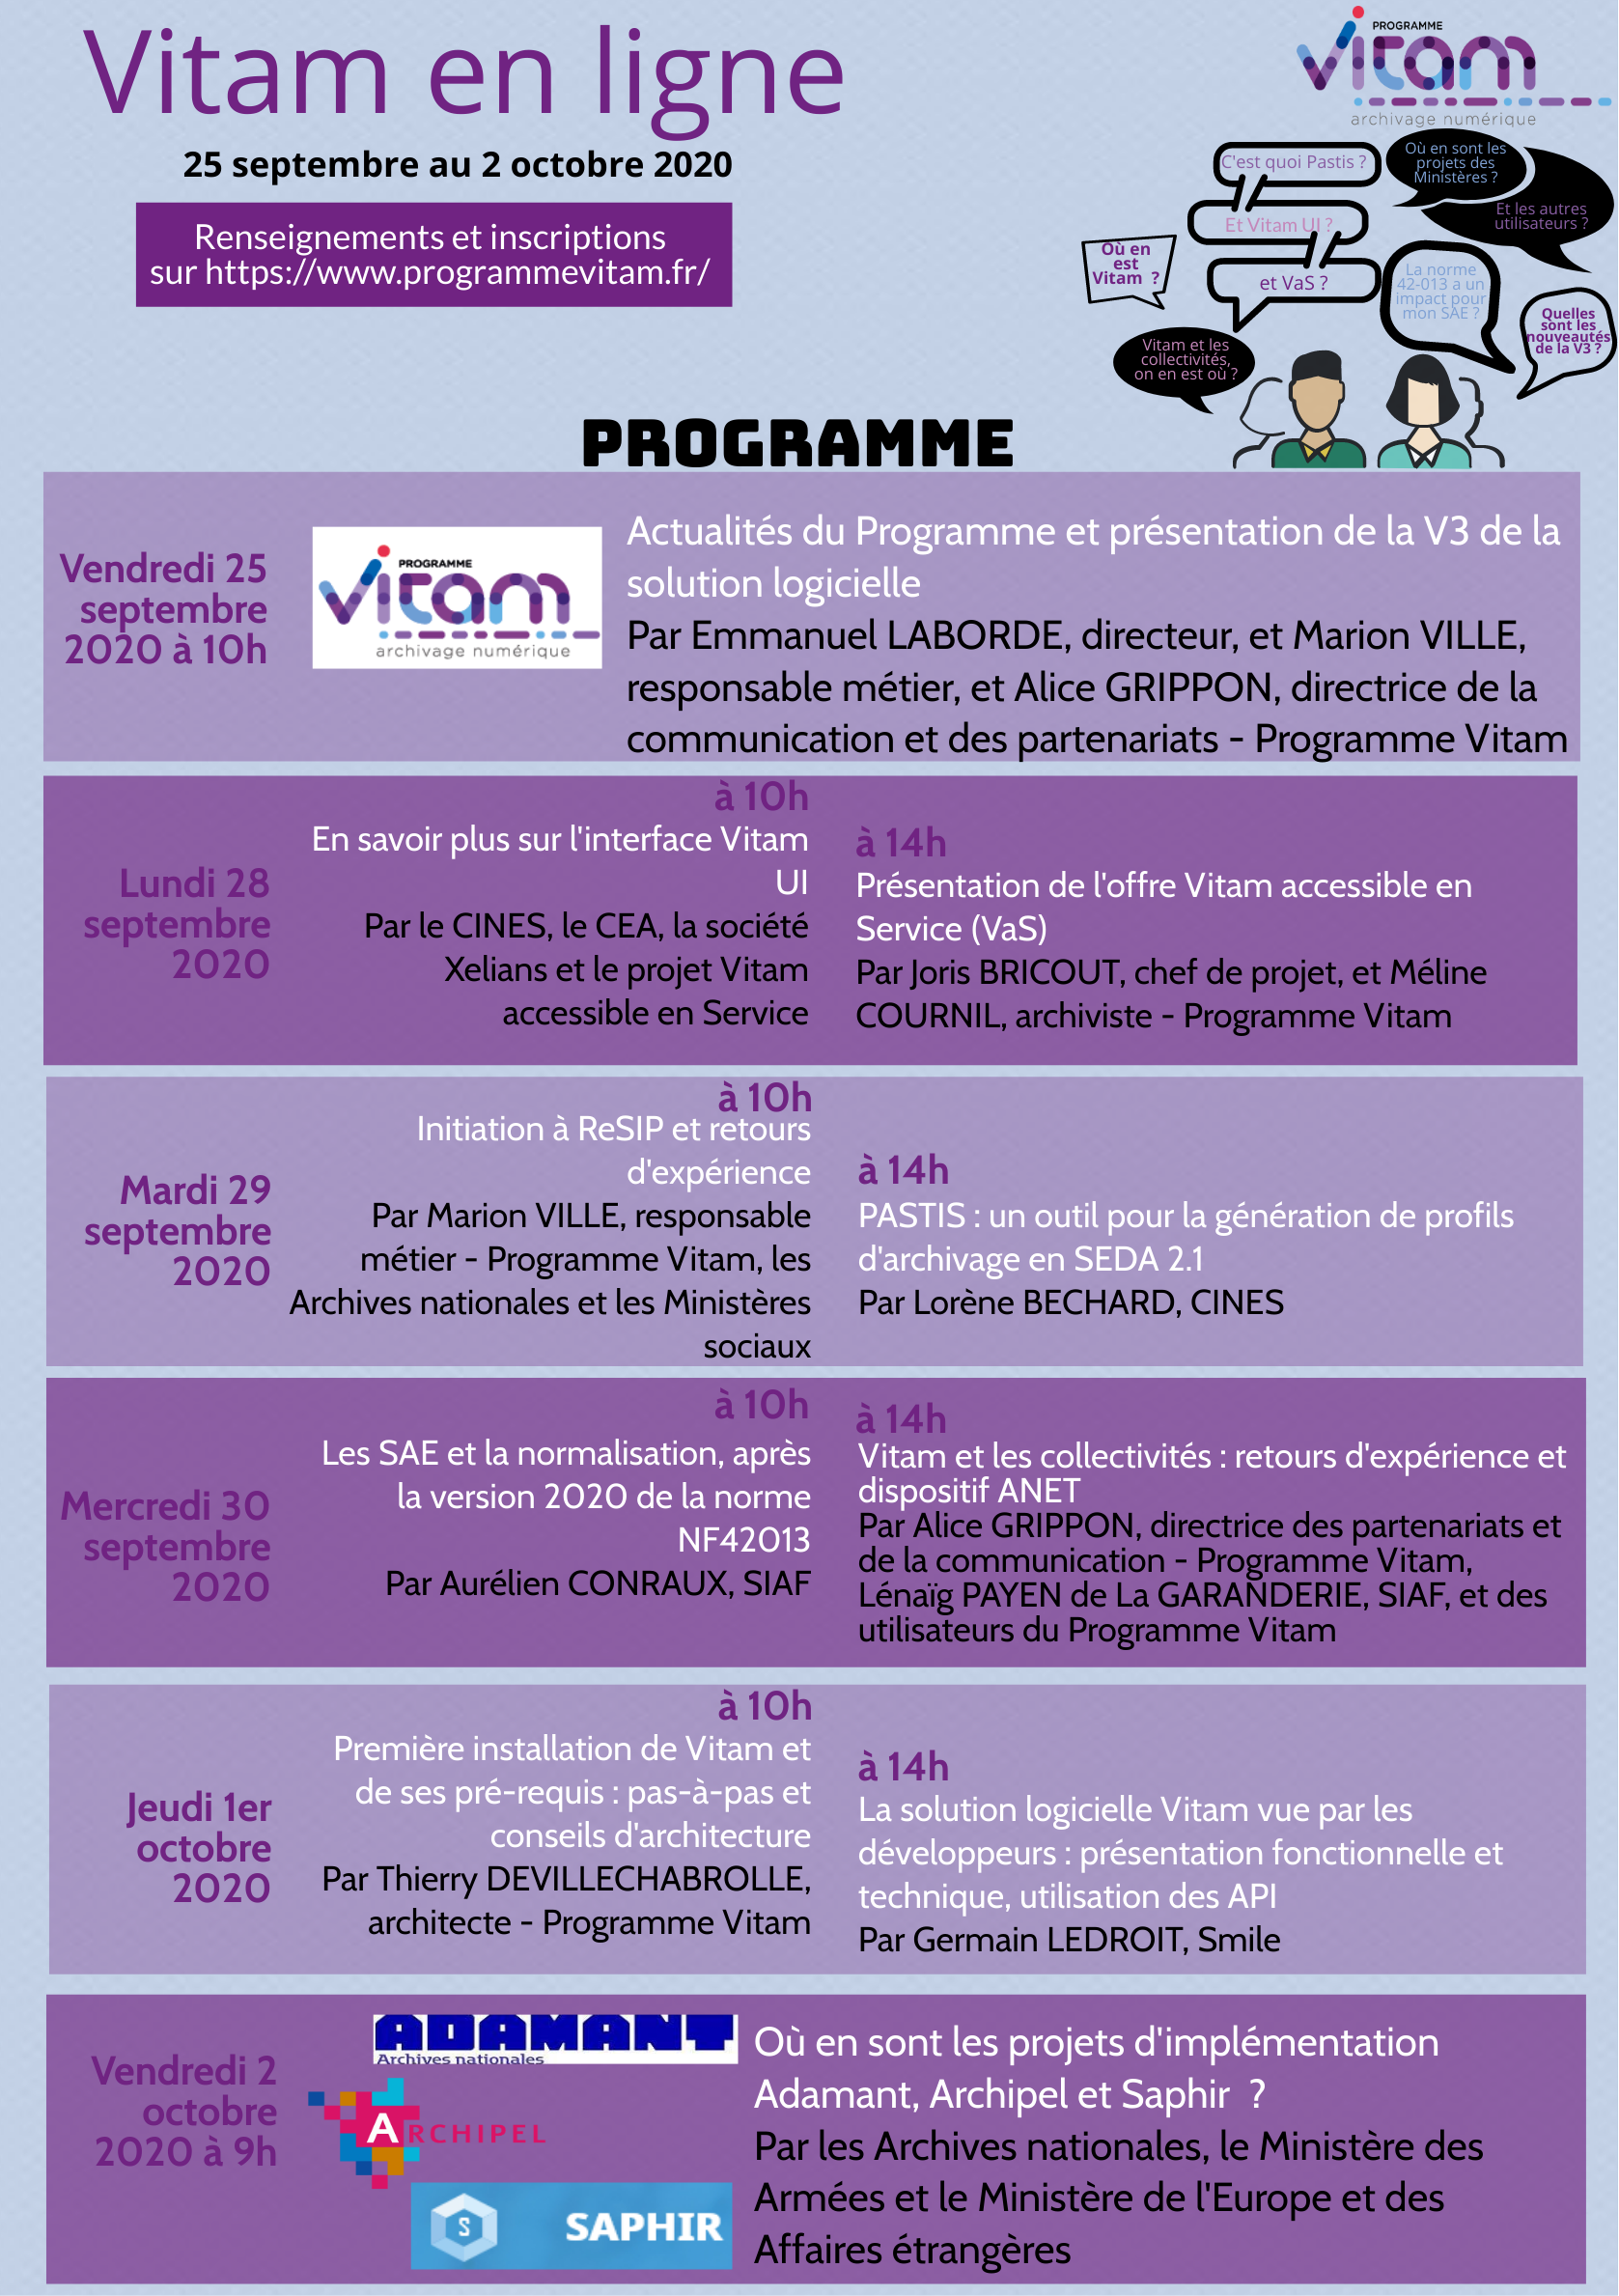 Vitam en ligne
25 septembre au 2 octobre 2020
Renseignements et inscriptions
sur https://www.programmevitam.fr/
PROGRAMME
vitam
archivage numérique
C'est quoi Pastis ?
Et Vitam UI ?
et VaS ?
Où en sont les
projets des
Ministères ?
Et les autres
utilisateurs ?
Où en
est
Vitam ?
La norme
42-013 a un
impact pour
mon SAE ?
Quelles
sont les
nouveautés
de la V3 ?
Vitam et les
collectivités,
on en est où ?
PROGRAMME
Vendredi 25
septembre
2020 à 10h
PROGRAMME
vitam
archivage numérique
Actualités du Programme et présentation de la V3 de la
solution logicielle
Par Emmanuel LABORDE, directeur, et Marion VILLE,
responsable métier, et Alice GRIPPON, directrice de la
communication et des partenariats - Programme Vitam
Lundi 28
septembre
2020
à 10h
En savoir plus sur l'interface Vitam
UI
Par le CINES, le CEA, la société
Xelians et le projet Vitam
accessible en Service
à 14h
Présentation de l'offre Vitam accessible en
Service (VaS)
Par Joris BRICOUT, chef de projet, et Méline
COURNIL, archiviste - Programme Vitam
Mardi 29
septembre
2020
à 10h
Initiation à ReSIP et retours
d'expérience
Par Marion VILLE, responsable
métier - Programme Vitam, les
Archives nationales et les Ministères
sociaux
à 14h
PASTIS : un outil pour la génération de profils
d'archivage en SEDA 2.1
Par Lorène BECHARD, CINES
Mercredi 30
septembre
2020
à 10h
Les SAE et la normalisation, après
la version 2020 de la norme
NF42013
Par Aurélien CONRAUX, SIAF
à 14h
Vitam et les collectivités : retours d'expérience et
dispositif ANET
Par Alice GRIPPON, directrice des partenariats et
de la communication - Programme Vitam,
Lénaïg PAYEN de La GARANDERIE, SIAF, et des
utilisateurs du Programme Vitam
Jeudi 1er
octobre
2020
à 10h
Première installation de Vitam et
de ses pré-requis : pas-à-pas et
conseils d'architecture
Par Thierry DEVILLECHABROLLE,
architecte - Programme Vitam
à 14h
La solution logicielle Vitam vue par les
développeurs : présentation fonctionnelle et
technique, utilisation des API
Par Germain LEDROIT, Smile
Vendredi 2
octobre
2020 à 9h
ADAMANT
Archives nationales
ARCHIPEL
S
SAPHIR
Où en sont les projets d'implémentation
Adamant, Archipel et Saphir ?
Par les Archives nationales, le Ministère des
Armées et le Ministère de l'Europe et des
Affaires étrangères